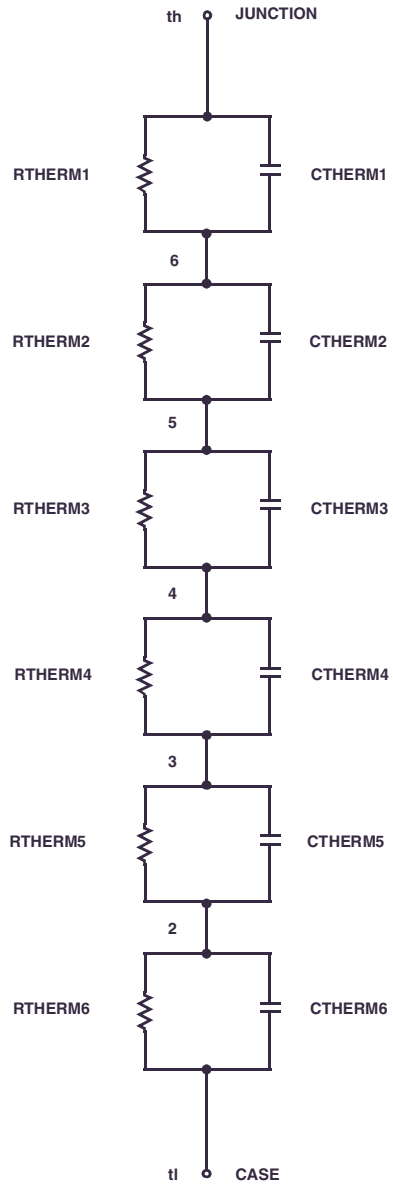 th JUNCTION
RTHERM1 CTHERM1
6
RTHERM2 CTHERM2
5
RTHERM3 CTHERM3
4
RTHERM4 CTHERM4
3
RTHERM5 CTHERM5
2
RTHERM6 CTHERM6
tl CASE